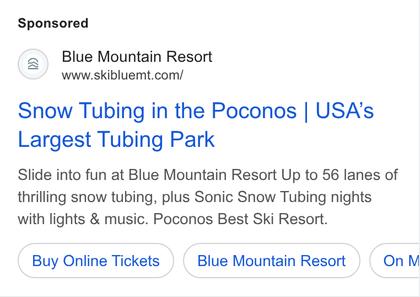 Sponsored
Blue Mountain Resort
www.skibluemt.com/
Snow Tubing in the Poconos | USA's
Largest Tubing Park
Slide into fun at Blue Mountain Resort Up to 56 lanes of
thrilling snow tubing, plus Sonic Snow Tubing nights
with lights & music. Poconos Best Ski Resort.
Buy Online Tickets
Blue Mountain Resort
On M